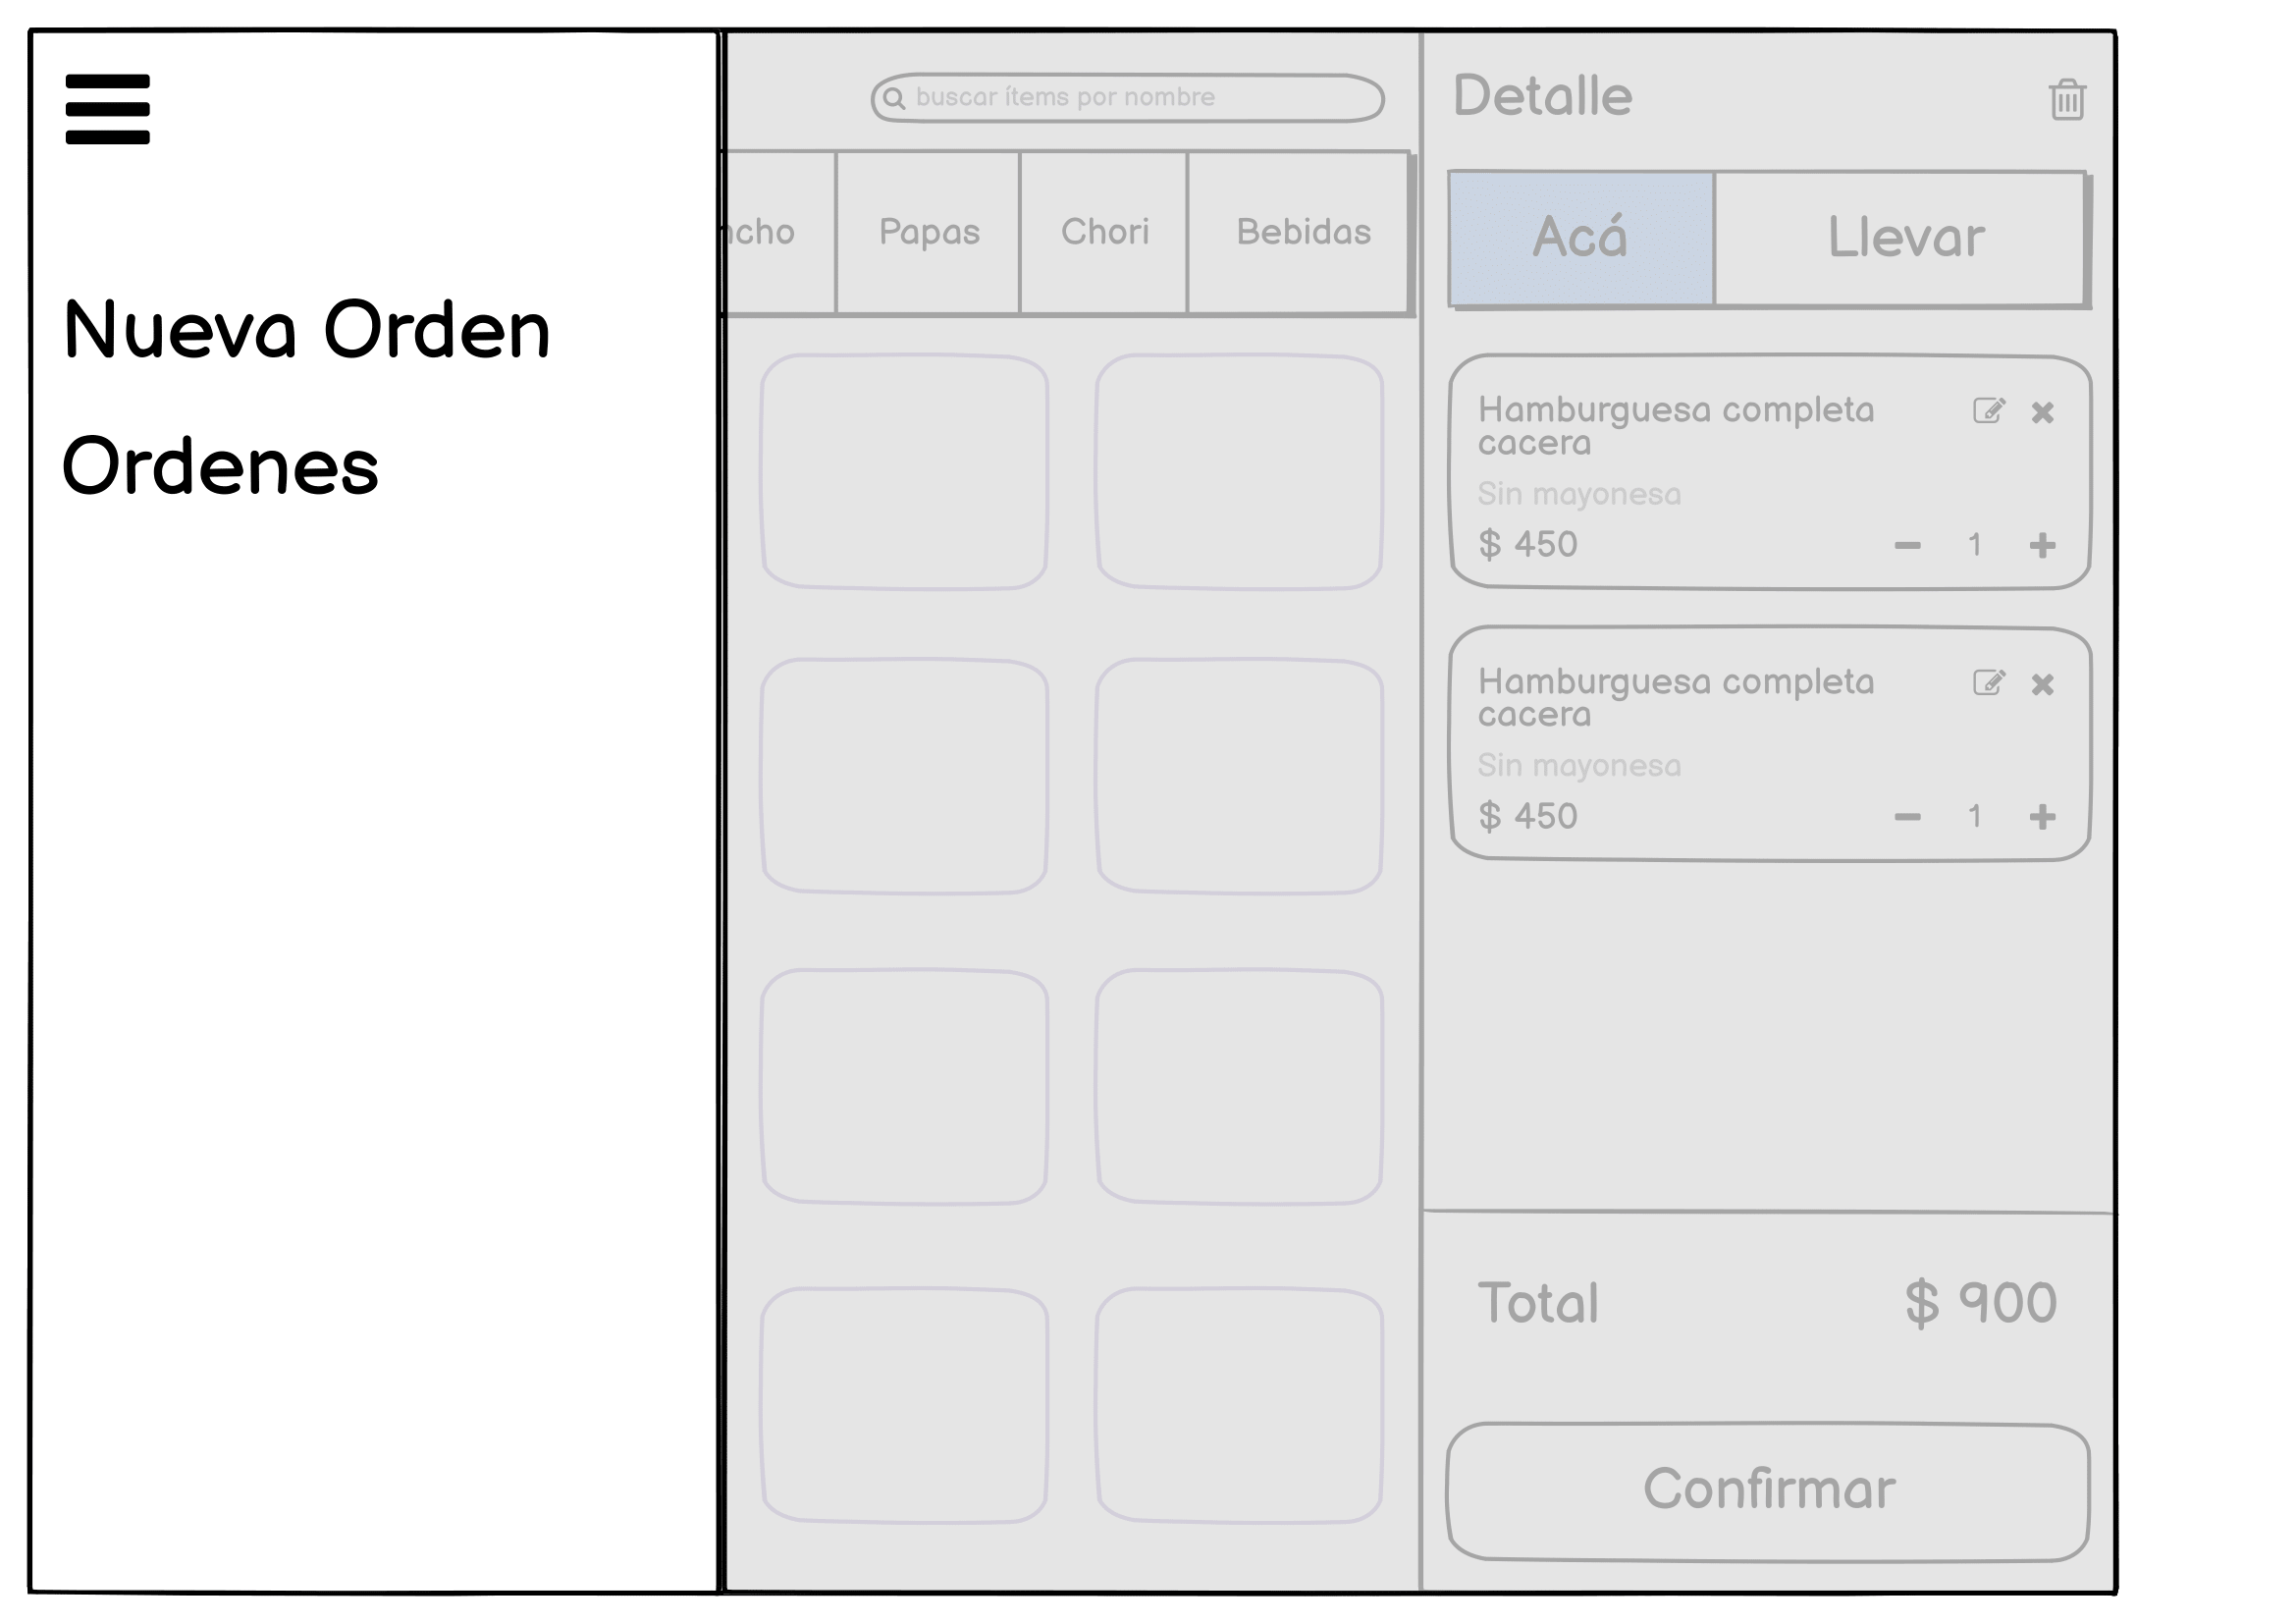 Nueva Orden
Ordenes
buscar ítems por nombre
cho
Papas
Chori
Bebidas
Detalle
Acá
Llevar
Hamburguesa completa
cacera
Sin mayonesa
$ 450
1
Hamburguesa completa
cacera
Sin mayonesa
$ 450
1
Total
$ 900
Confirmar